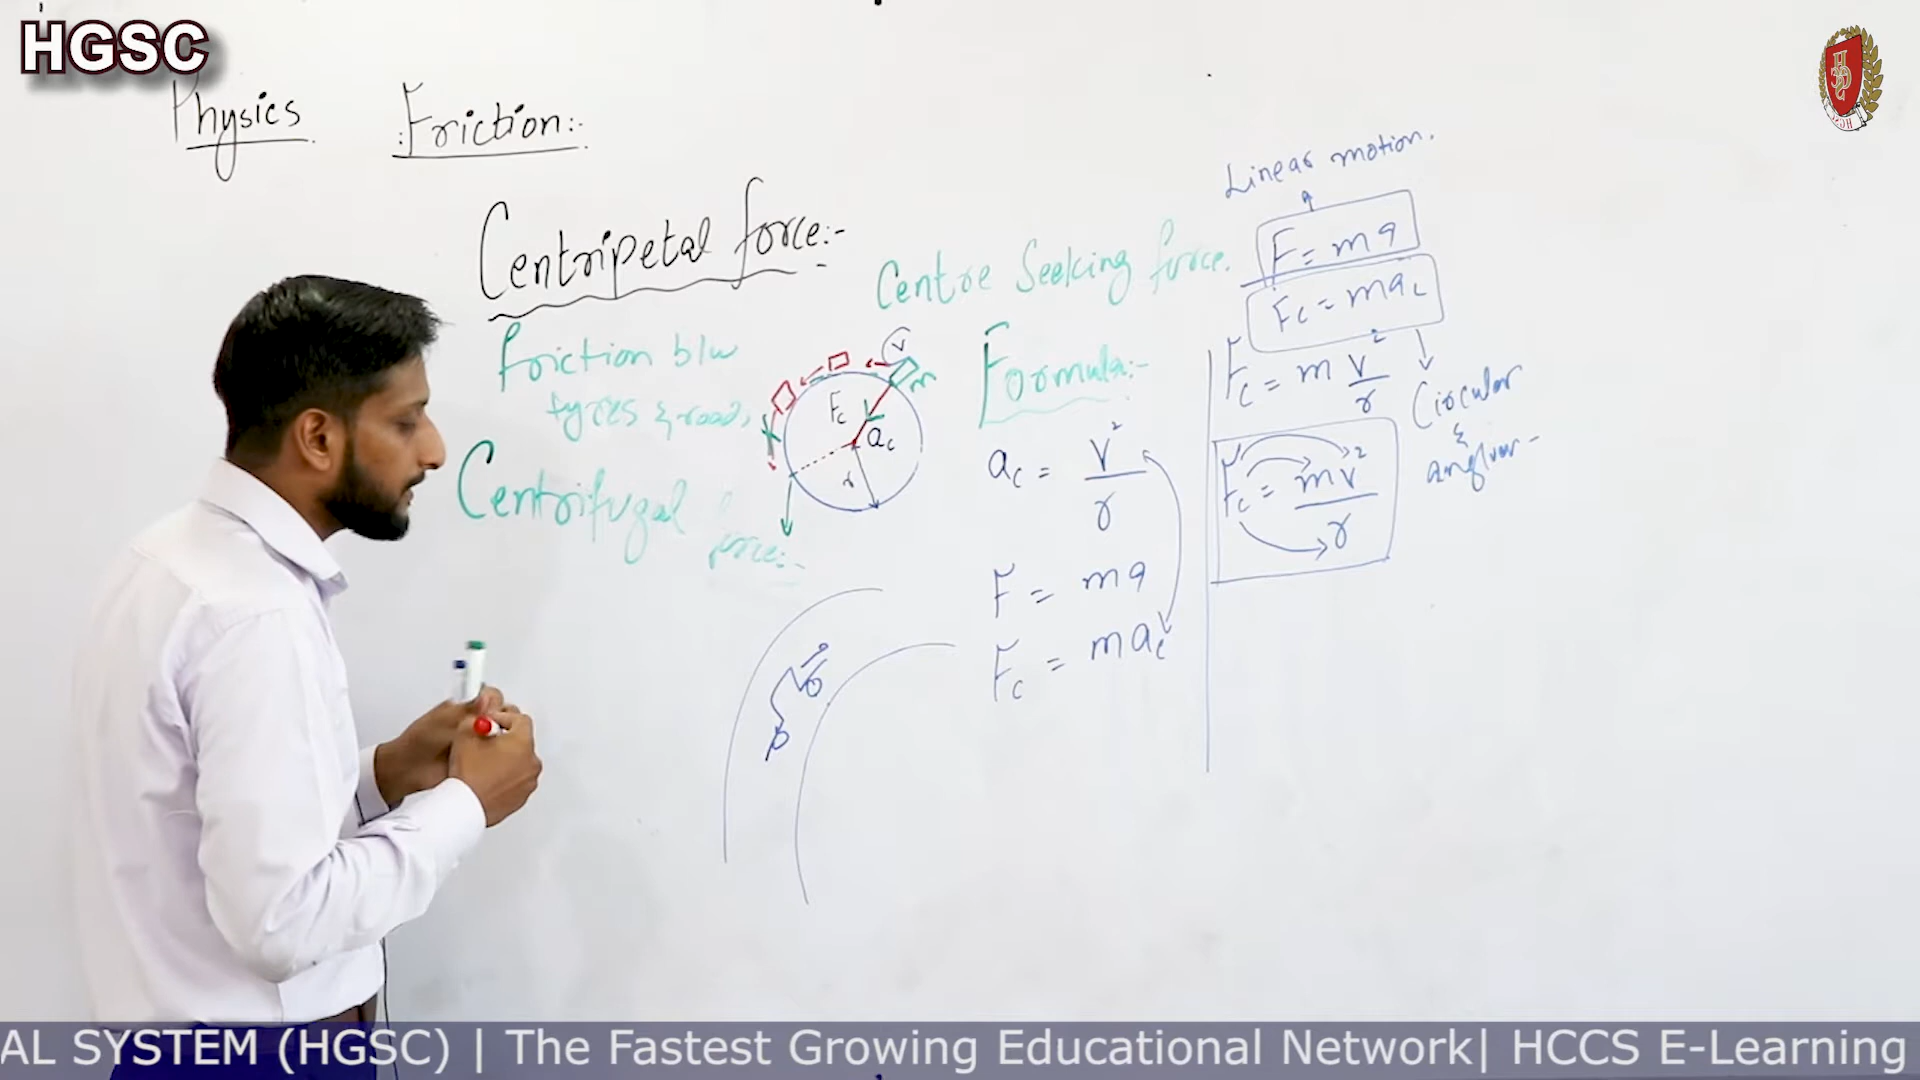 HGSC
Physics
:Friction:-
Centripetal force:-
Centre Seeking force.
friction b/w
tyres & road,
Centrifugal
force:-
v
m
Fc
ac
r
Formula:-
ac = v²/r
F = ma
Fc = mac
Linear motion.
F = ma
Fc = mac
Fc = m v²/r
Circular
&
Fc = mv²/r
HGSC
AL SYSTEM (HGSC) | The Fastest Growing Educational Network| HCCS E-Learning